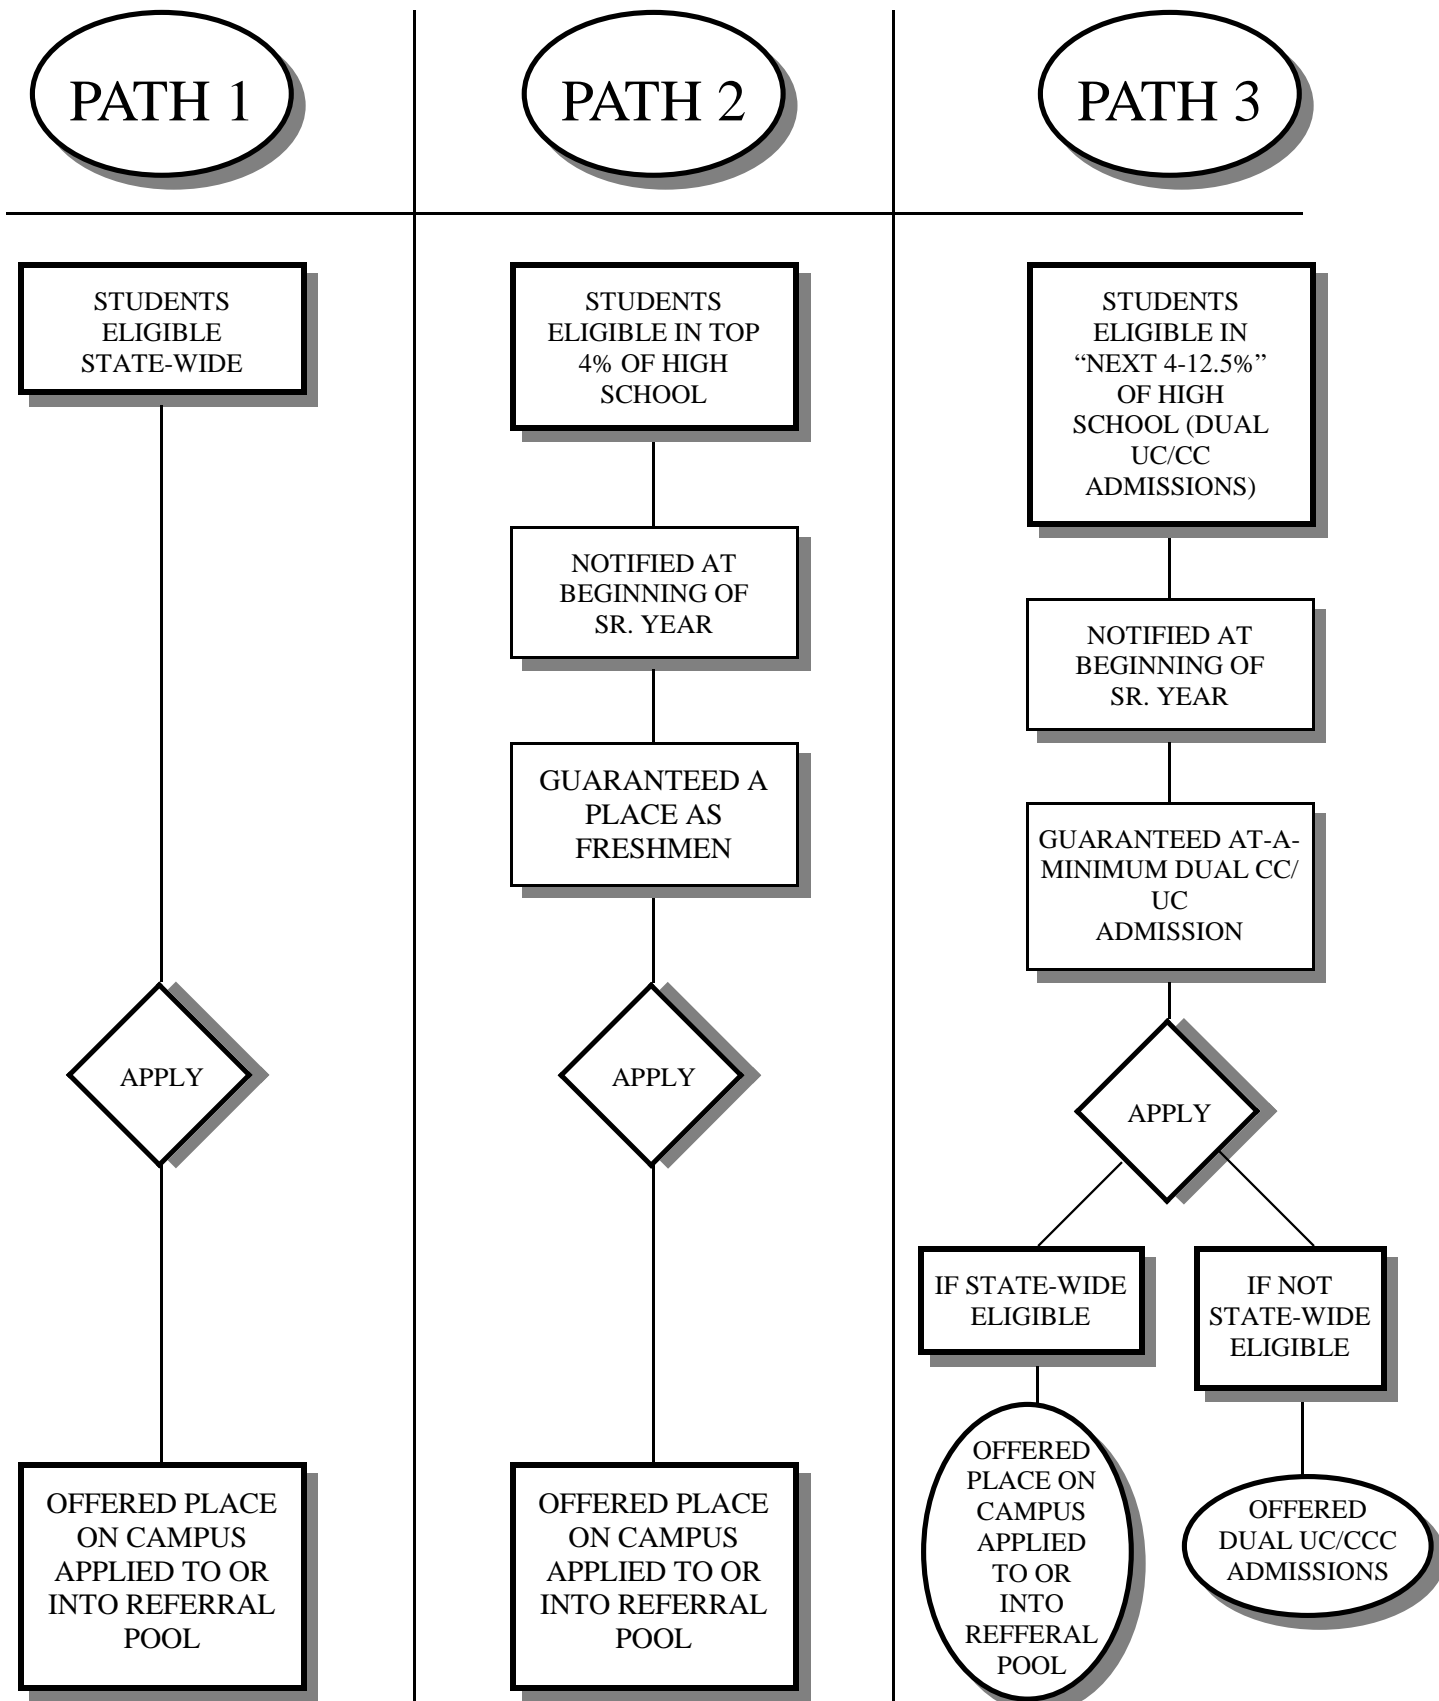 PATH 1
PATH 2
PATH 3
STUDENTS
ELIGIBLE
STATE-WIDE
STUDENTS
ELIGIBLE IN TOP
4% OF HIGH
SCHOOL
STUDENTS
ELIGIBLE IN
“NEXT 4-12.5%”
OF HIGH
SCHOOL (DUAL
UC/CC
ADMISSIONS)
NOTIFIED AT
BEGINNING OF
SR. YEAR
NOTIFIED AT
BEGINNING OF
SR. YEAR
GUARANTEED A
PLACE AS
FRESHMEN
GUARANTEED AT-A-
MINIMUM DUAL CC/
UC
ADMISSION
APPLY
APPLY
APPLY
IF STATE-WIDE
ELIGIBLE
IF NOT
STATE-WIDE
ELIGIBLE
OFFERED PLACE
ON CAMPUS
APPLIED TO OR
INTO REFERRAL
POOL
OFFERED PLACE
ON CAMPUS
APPLIED TO OR
INTO REFERRAL
POOL
OFFERED
PLACE ON
CAMPUS
APPLIED
TO OR
INTO
REFFERAL
POOL
OFFERED
DUAL UC/CCC
ADMISSIONS